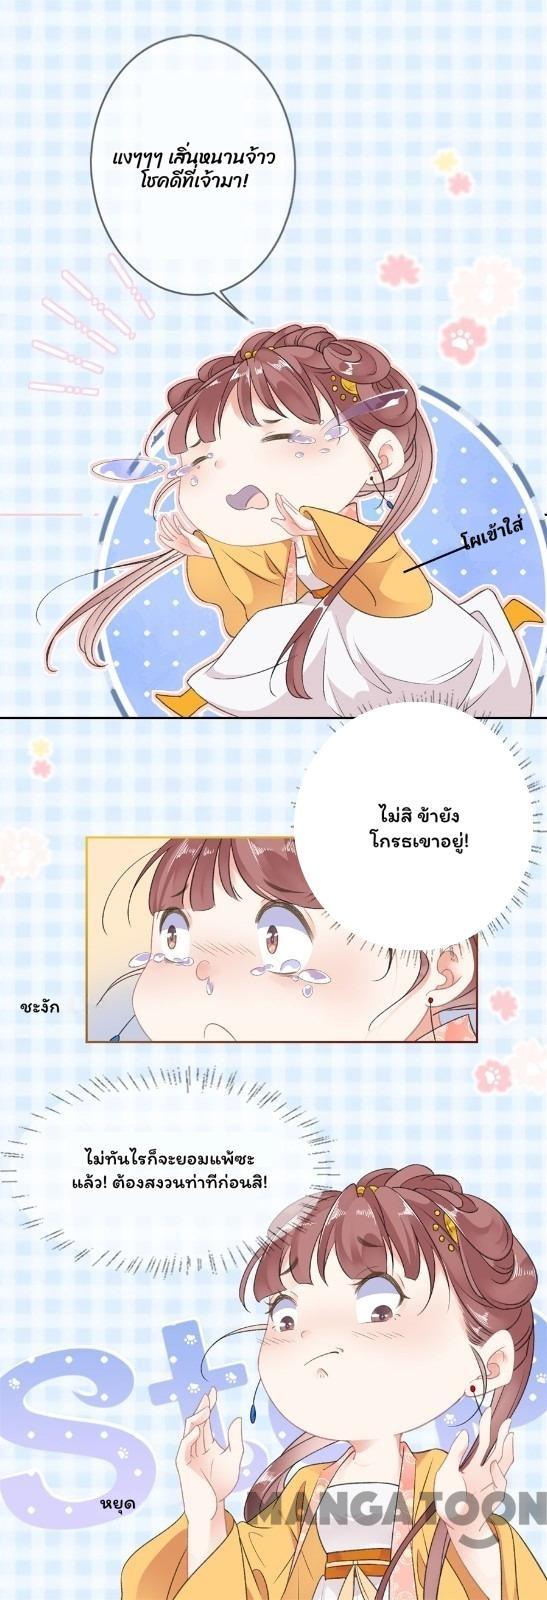 แงๆๆๆ เสิ่นหนานจ้าว
โชคดีที่เจ้ามา!
โผเข้าใส่
ไม่สิ ข้ายัง
โกรธเขาอยู่!
ชะงัก
ไม่ทันไรก็จะยอมแพ้ซะ
แล้ว! ต้องสงวนท่าทีก่อนสิ!
Stop
หยุด
MANGATOON